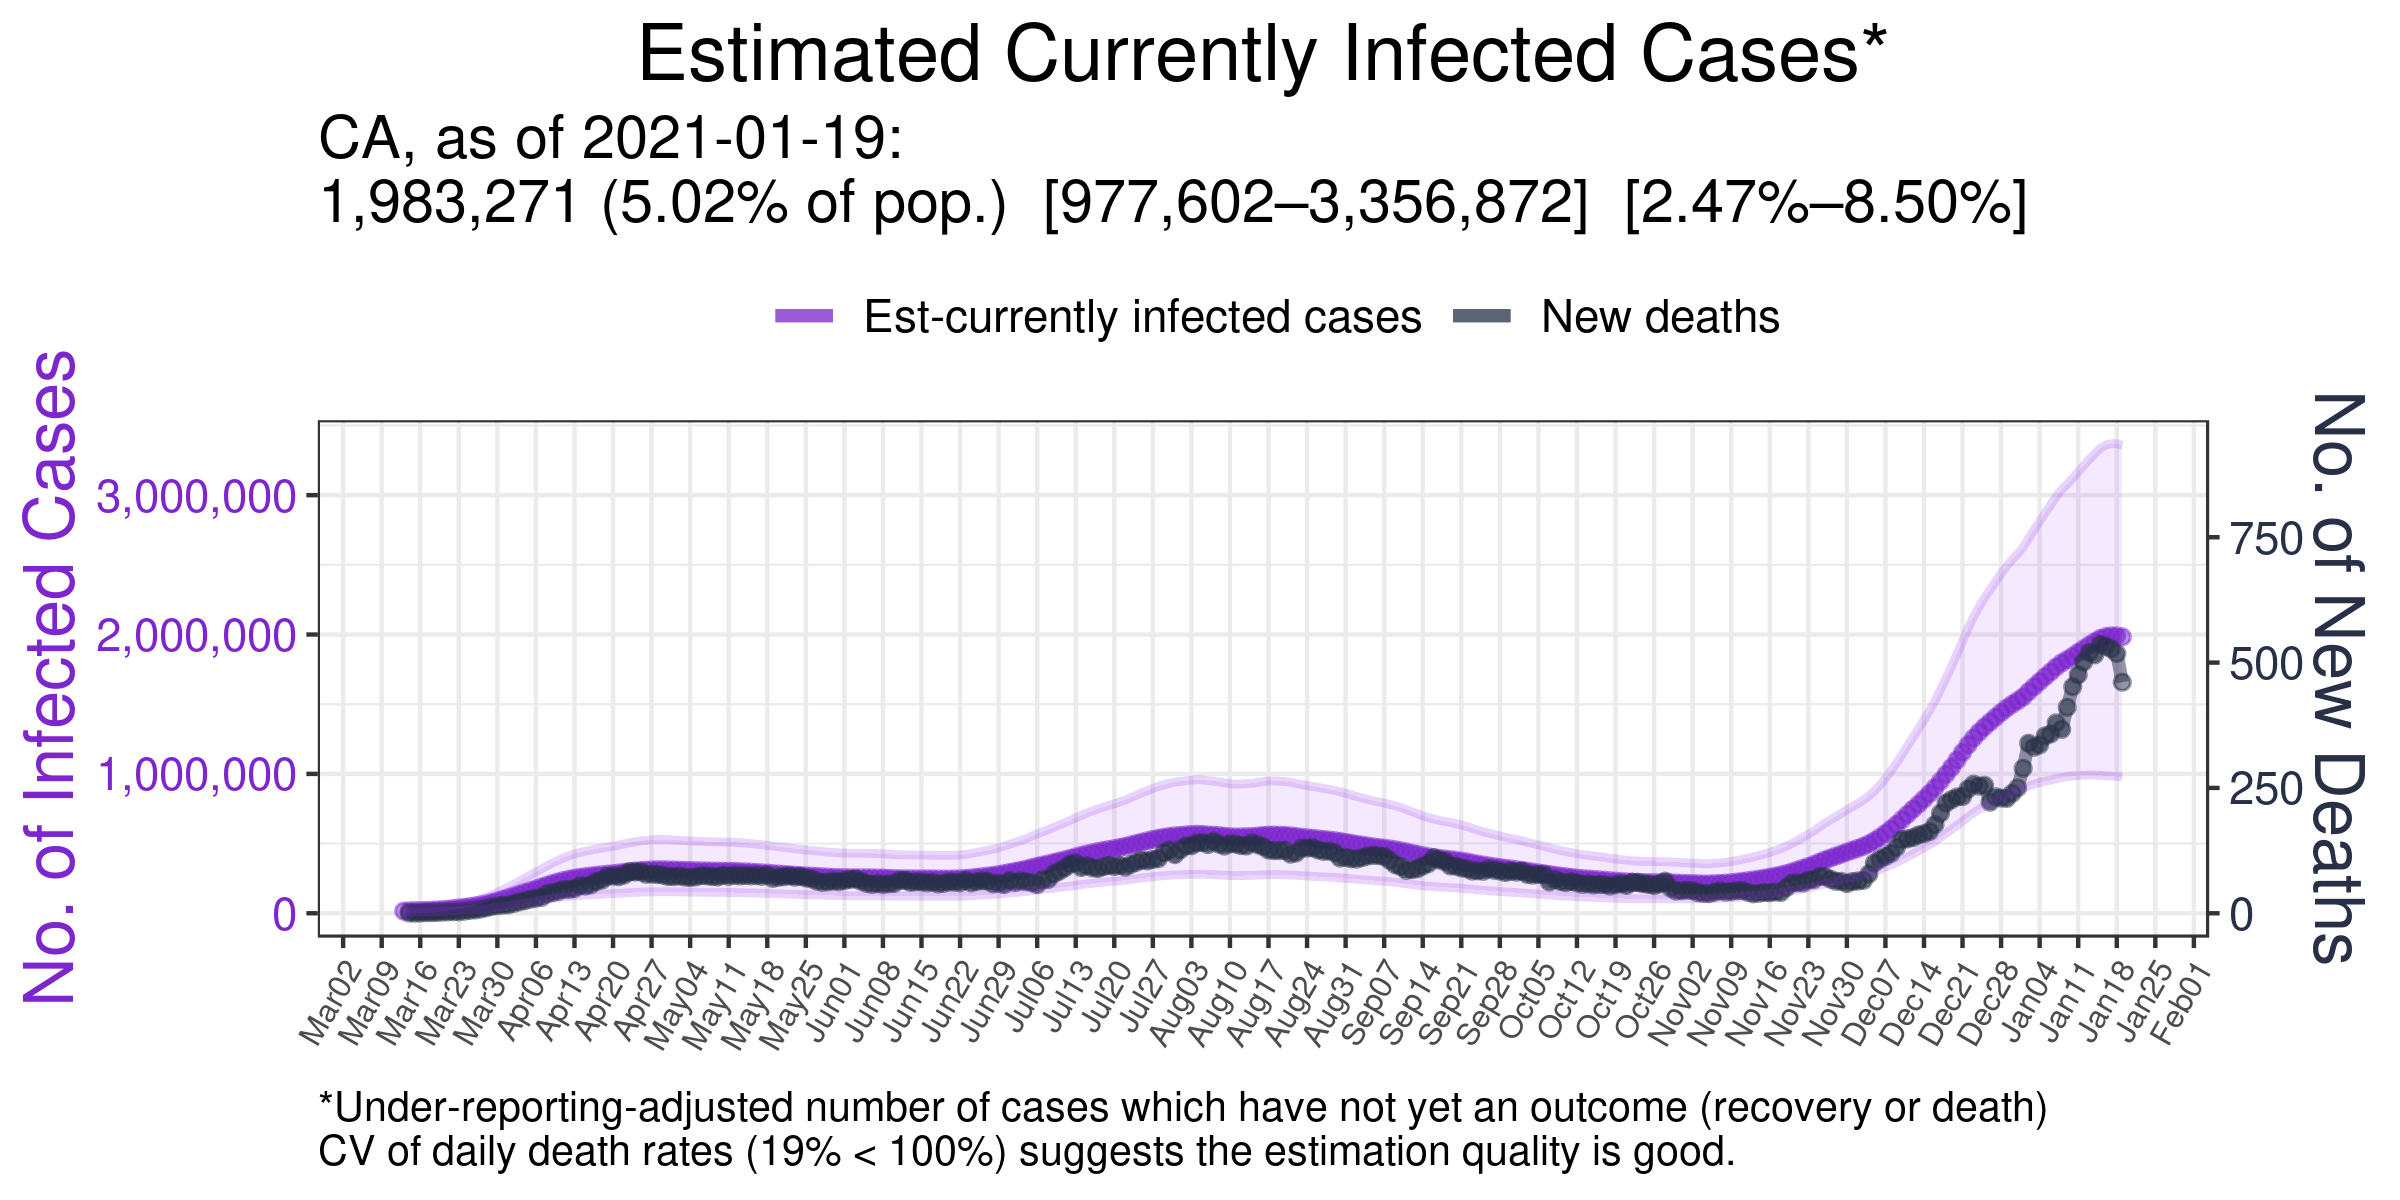 Estimated Currently Infected Cases*
CA, as of 2021-01-19:
1,983,271 (5.02% of pop.)  [977,602–3,356,872]  [2.47%–8.50%]
Est-currently infected cases
New deaths
No. of Infected Cases
3,000,000
2,000,000
1,000,000
0
No. of New Deaths
750
500
250
0
Mar02
Mar09
Mar16
Mar23
Mar30
Apr06
Apr13
Apr20
Apr27
May04
May11
May18
May25
Jun01
Jun08
Jun15
Jun22
Jun29
Jul06
Jul13
Jul20
Jul27
Aug03
Aug10
Aug17
Aug24
Aug31
Sep07
Sep14
Sep21
Sep28
Oct05
Oct12
Oct19
Oct26
Nov02
Nov09
Nov16
Nov23
Nov30
Dec07
Dec14
Dec21
Dec28
Jan04
Jan11
Jan18
Jan25
Feb01
*Under-reporting-adjusted number of cases which have not yet an outcome (recovery or death)
CV of daily death rates (19% < 100%) suggests the estimation quality is good.